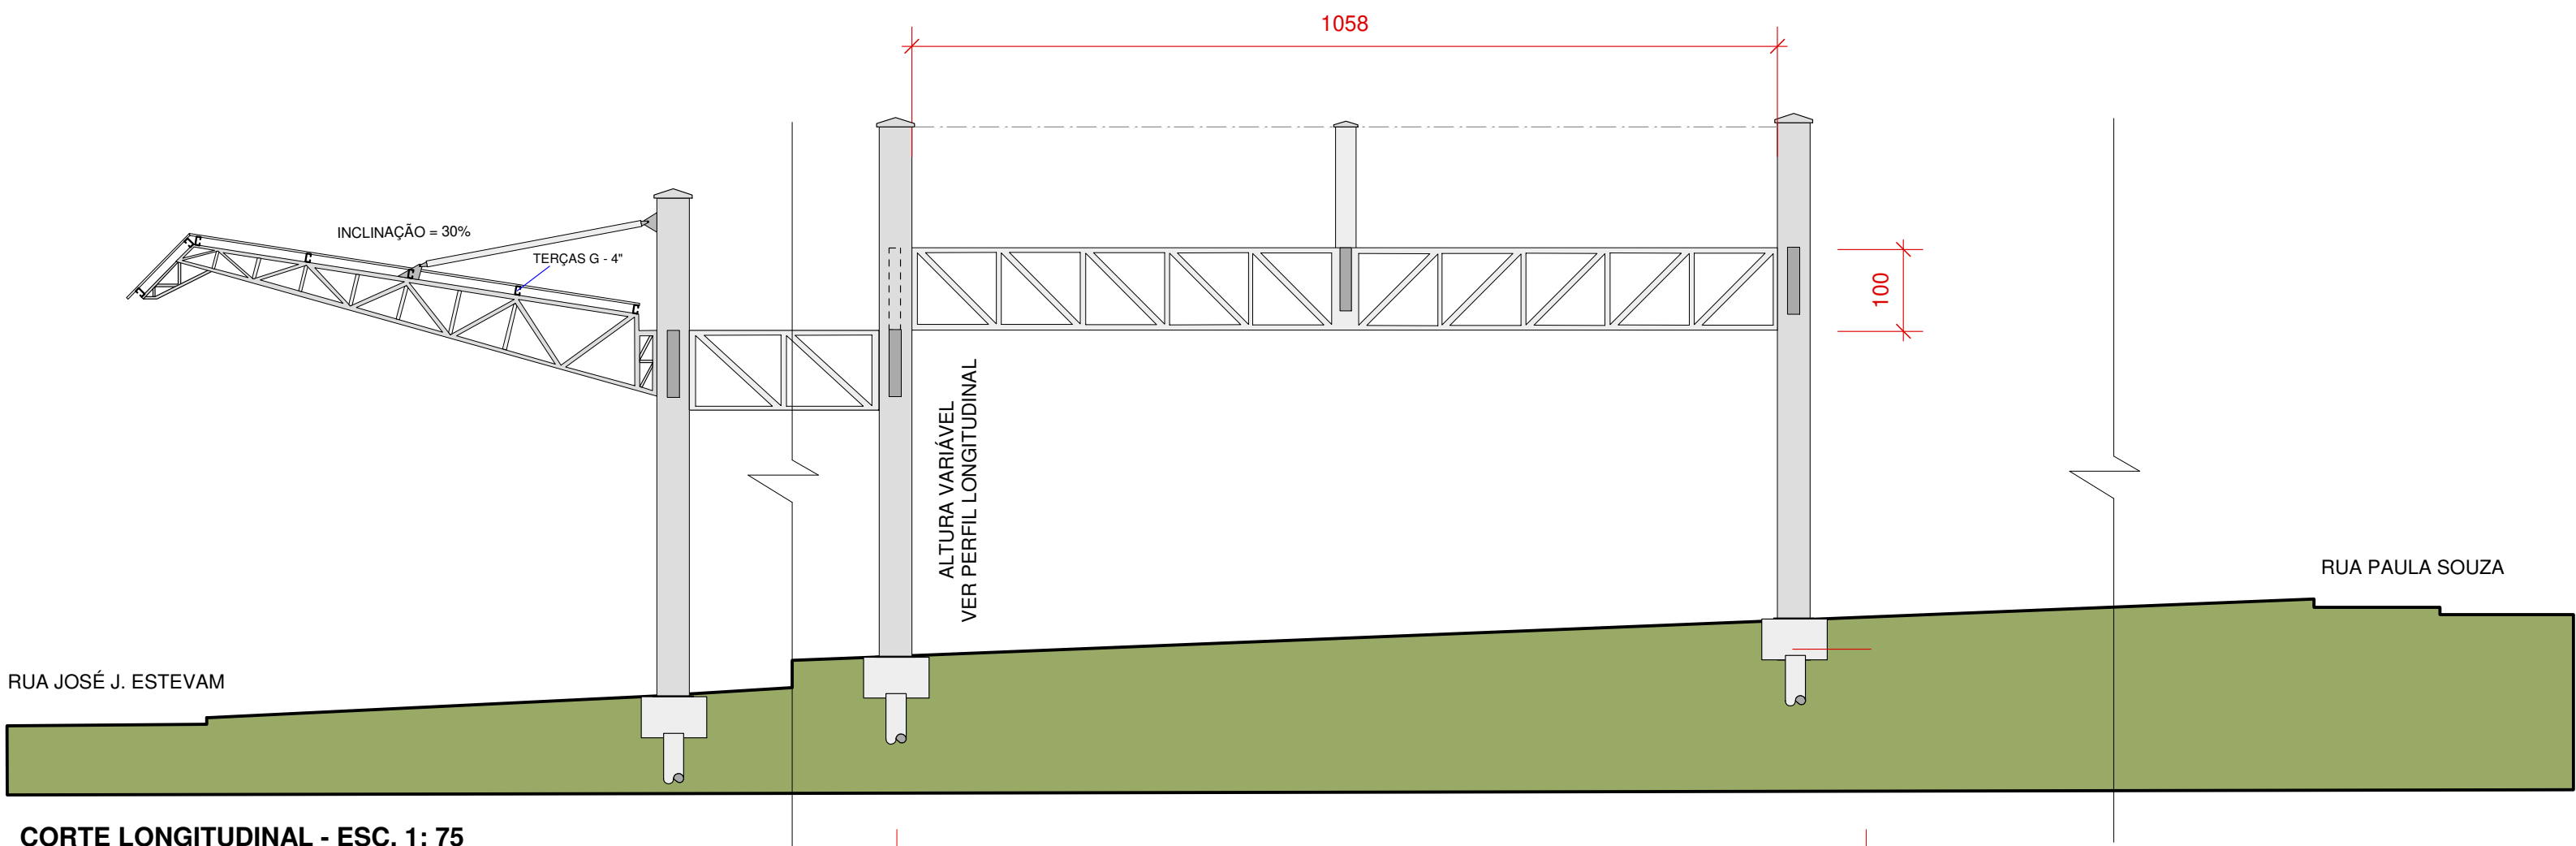 1058
INCLINAÇÃO = 30%
TERÇAS G - 4"
100
ALTURA VARIÁVEL
VER PERFIL LONGITUDINAL
RUA PAULA SOUZA
RUA JOSÉ J. ESTEVAM
CORTE LONGITUDINAL - ESC. 1: 75